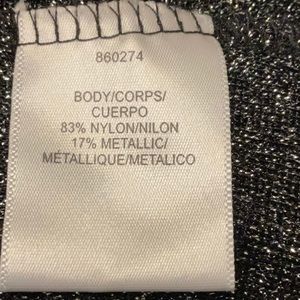 860274
BODY/CORPS/
CUERPO
83% NYLON/NILON
17% METALLIC/
MÉTALLIQUE/METALICO